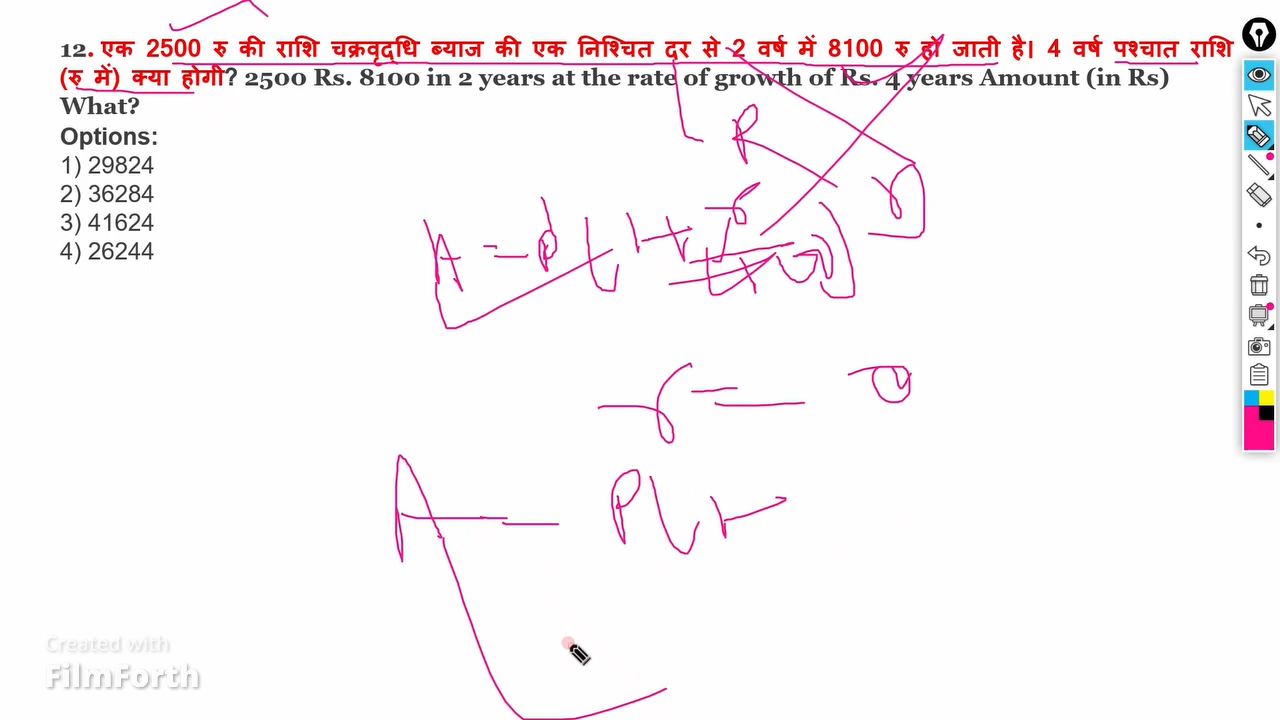 12. एक 2500 रु की राशि चक्रवृद्धि ब्याज की एक निश्चित दर से 2 वर्ष में 8100 रु हो जाती है। 4 वर्ष पश्चात राशि
(रु में) क्या होगी? 2500 Rs. 8100 in 2 years at the rate of growth of Rs. 4 years Amount (in Rs)
What?
Options:
1) 29824
2) 36284
3) 41624
4) 26244
Created with
FilmForth